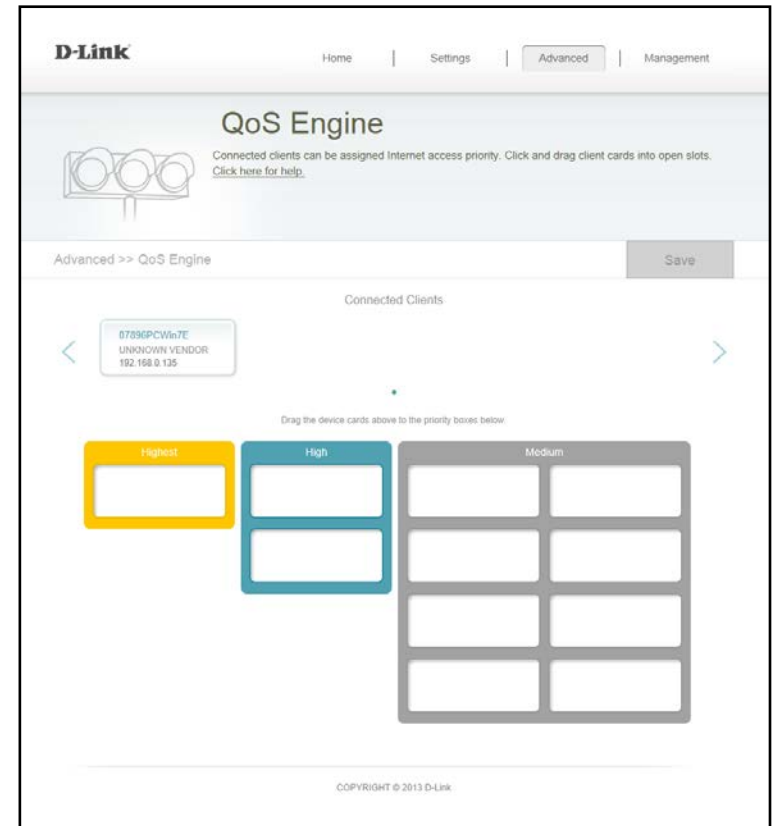 D-Link
Home | Settings | Advanced | Management
QoS Engine
Connected clients can be assigned Internet access priority. Click and drag client cards into open slots.
Click here for help.
Advanced >> QoS Engine
Save
Connected Clients
07896PCWin7E
UNKNOWN VENDOR
192.168.0.135
Drag the device cards above to the priority boxes below.
Highest
High
Medium
COPYRIGHT © 2013 D-Link